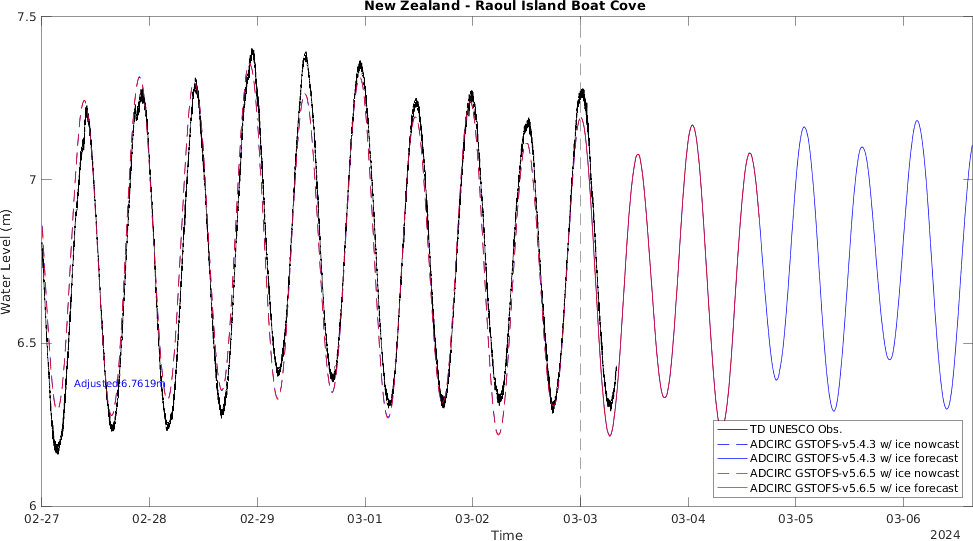 New Zealand - Raoul Island Boat Cove
7.5
7
6.5
6
Water Level (m)
Adjusted:6.7619m
TD UNESCO Obs.
ADCIRC GSTOFS-v5.4.3 w/ ice nowcast
ADCIRC GSTOFS-v5.4.3 w/ ice forecast
ADCIRC GSTOFS-v5.6.5 w/ ice nowcast
ADCIRC GSTOFS-v5.6.5 w/ ice forecast
02-27 02-28 02-29 03-01 03-02 03-03 03-04 03-05 03-06
Time
2024